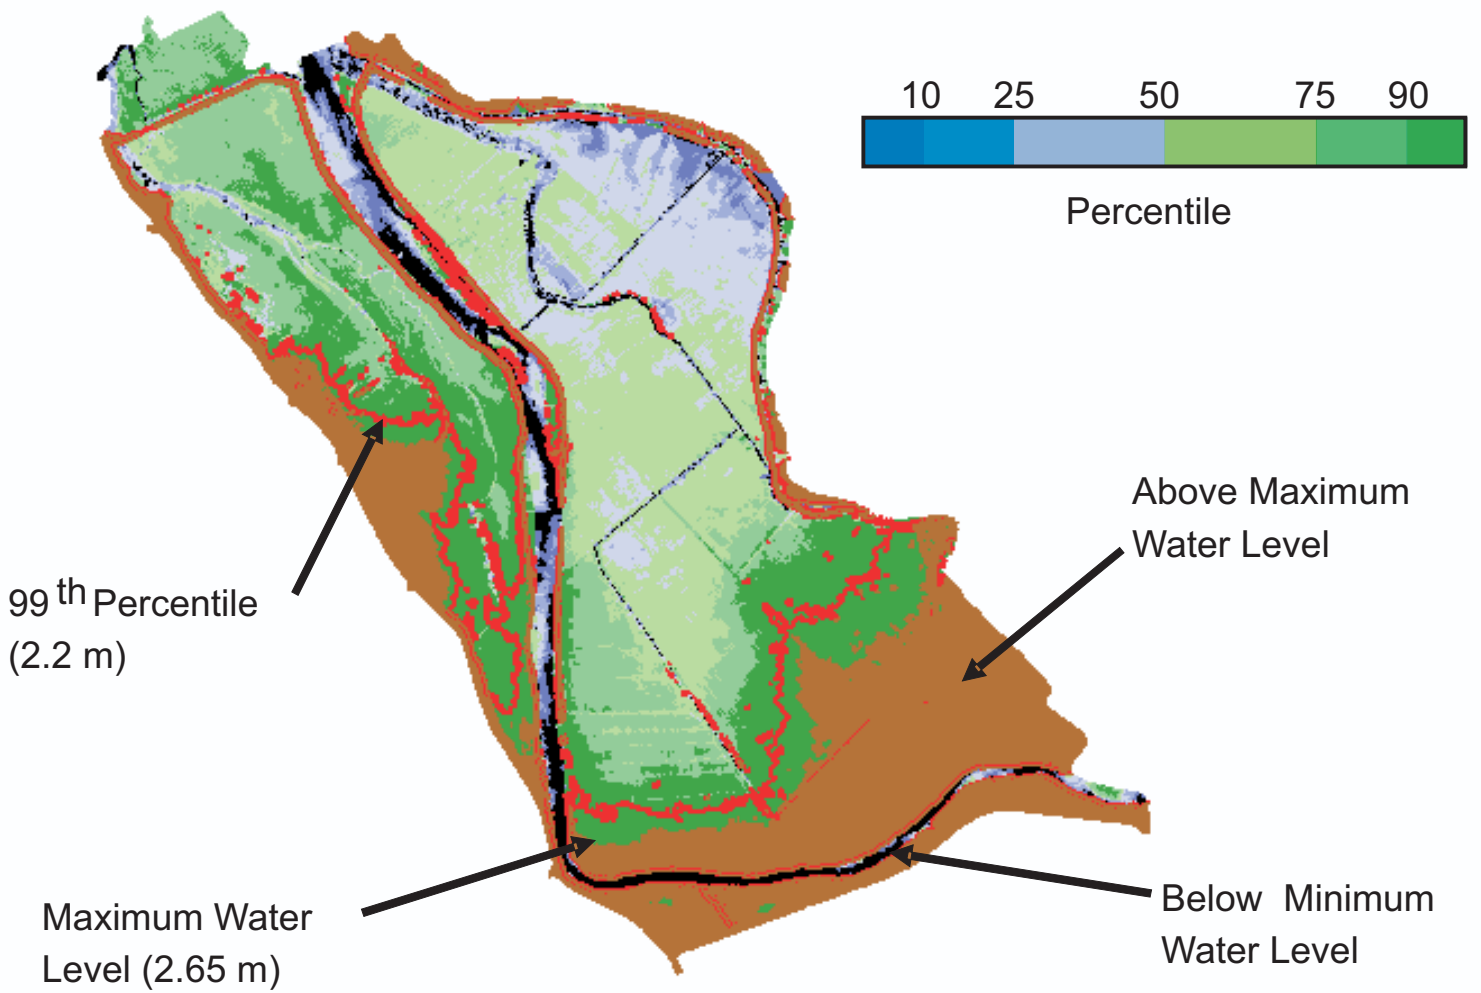 10 25 50 75 90
Percentile
Above Maximum
Water Level
99 th Percentile
(2.2 m)
Maximum Water
Level (2.65 m)
Below Minimum
Water Level